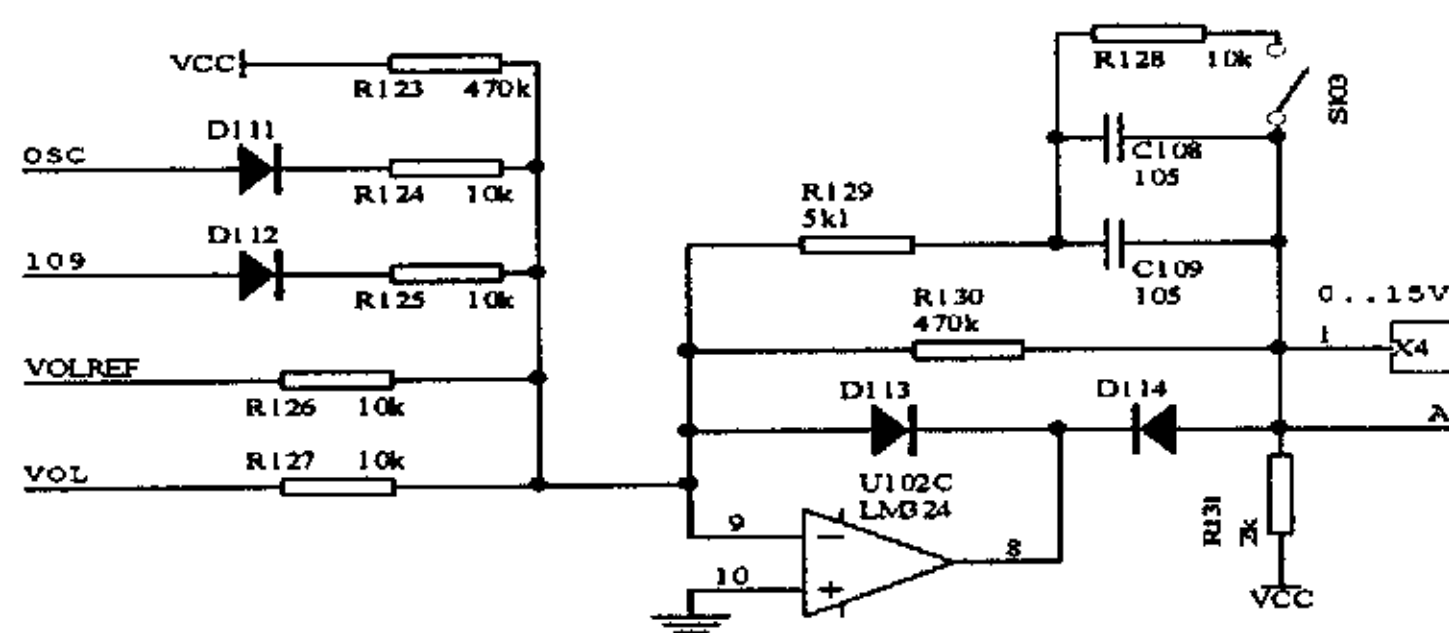 VCC
R123 470k
D111
OSC
R124 10k
D112
109
R125 10k
VOLREF
R126 10k
R127 10k
VOL
R128 10k
S103
C108
105
R129
5k1
C109
105
R130
470k
0..15V
1
X4
D113
D114
A
U102C
LM324
9
8
10
R131
2k
VCC